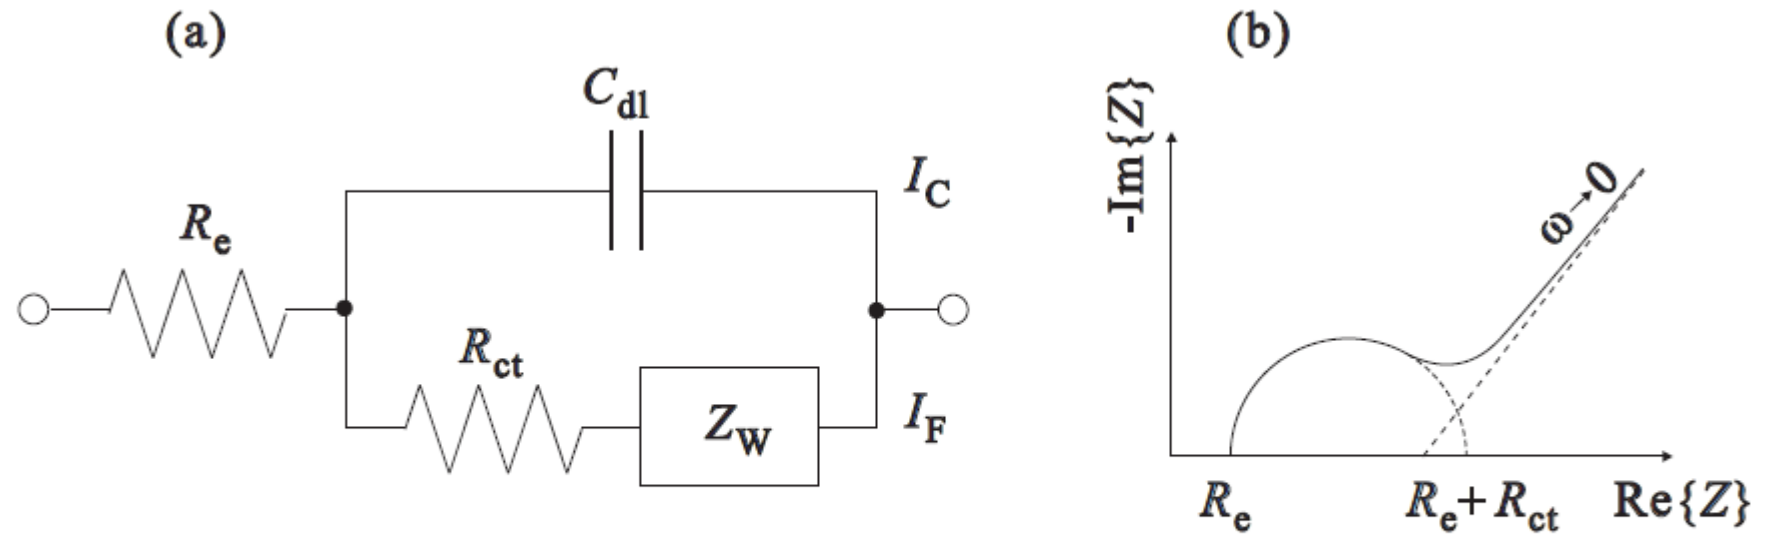 (a)
C_dl
I_C
R_e
R_ct
Z_W
I_F
(b)
-Im{Z}
ω→0
R_e
R_e + R_ct
Re{Z}